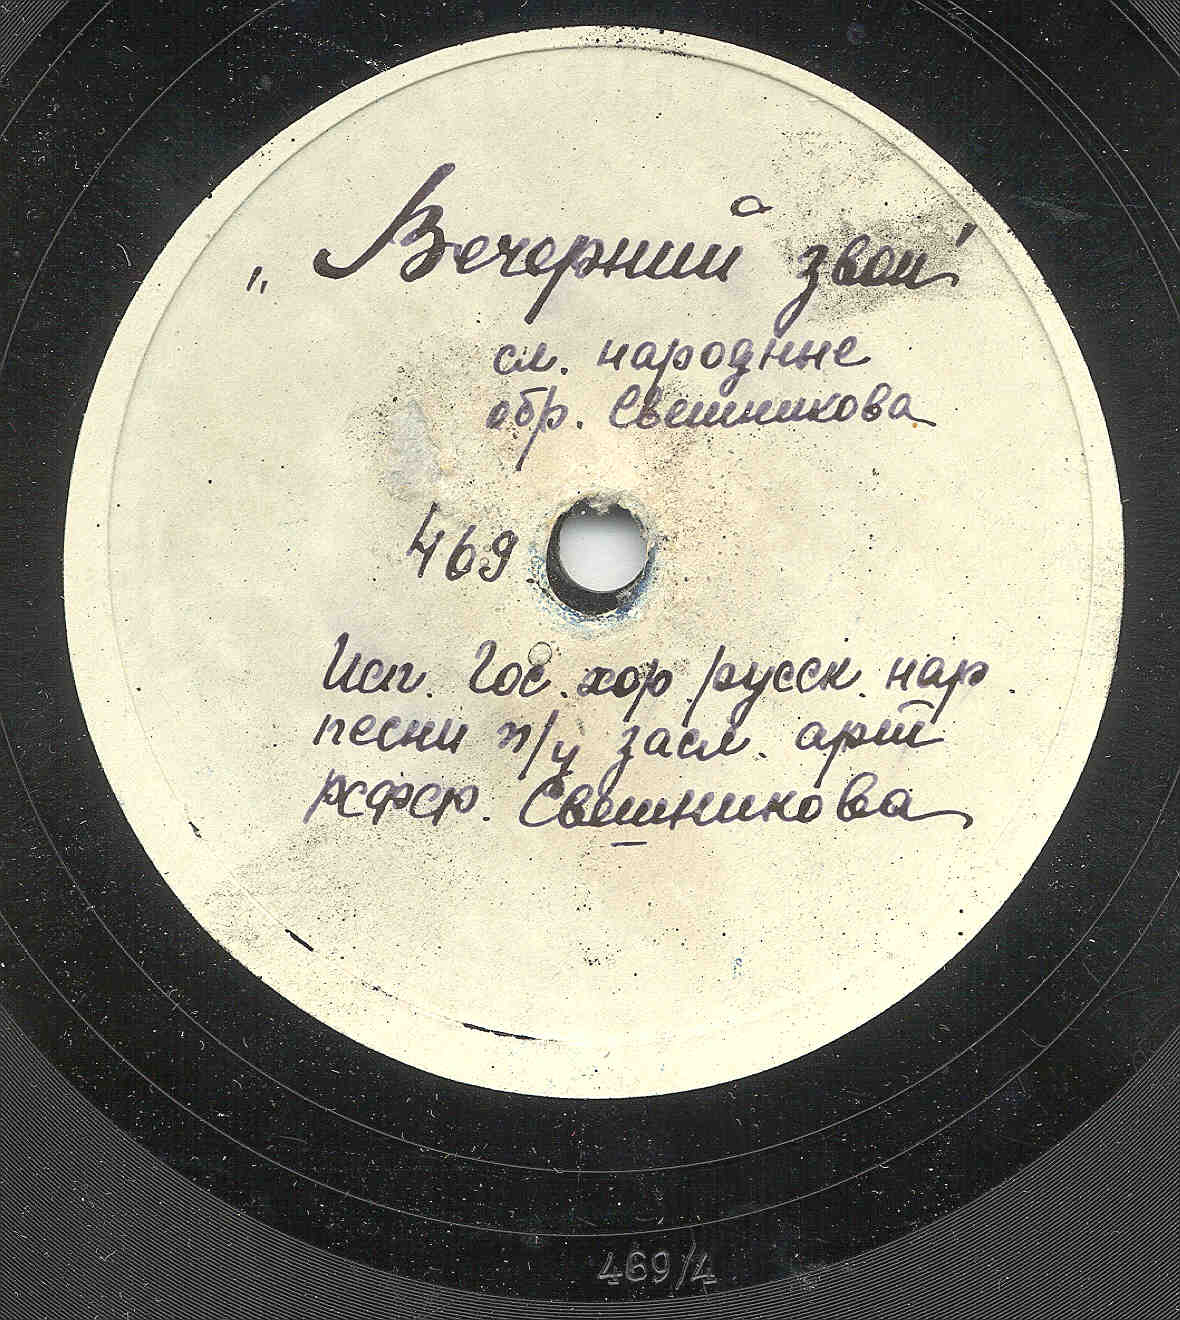 „Вечерний звон"
сл. народные
обр. Свешникова
469
Исп. Гос. хор русск. нар
песни п/у засл. арт
РСФСР. Свешникова
469/4